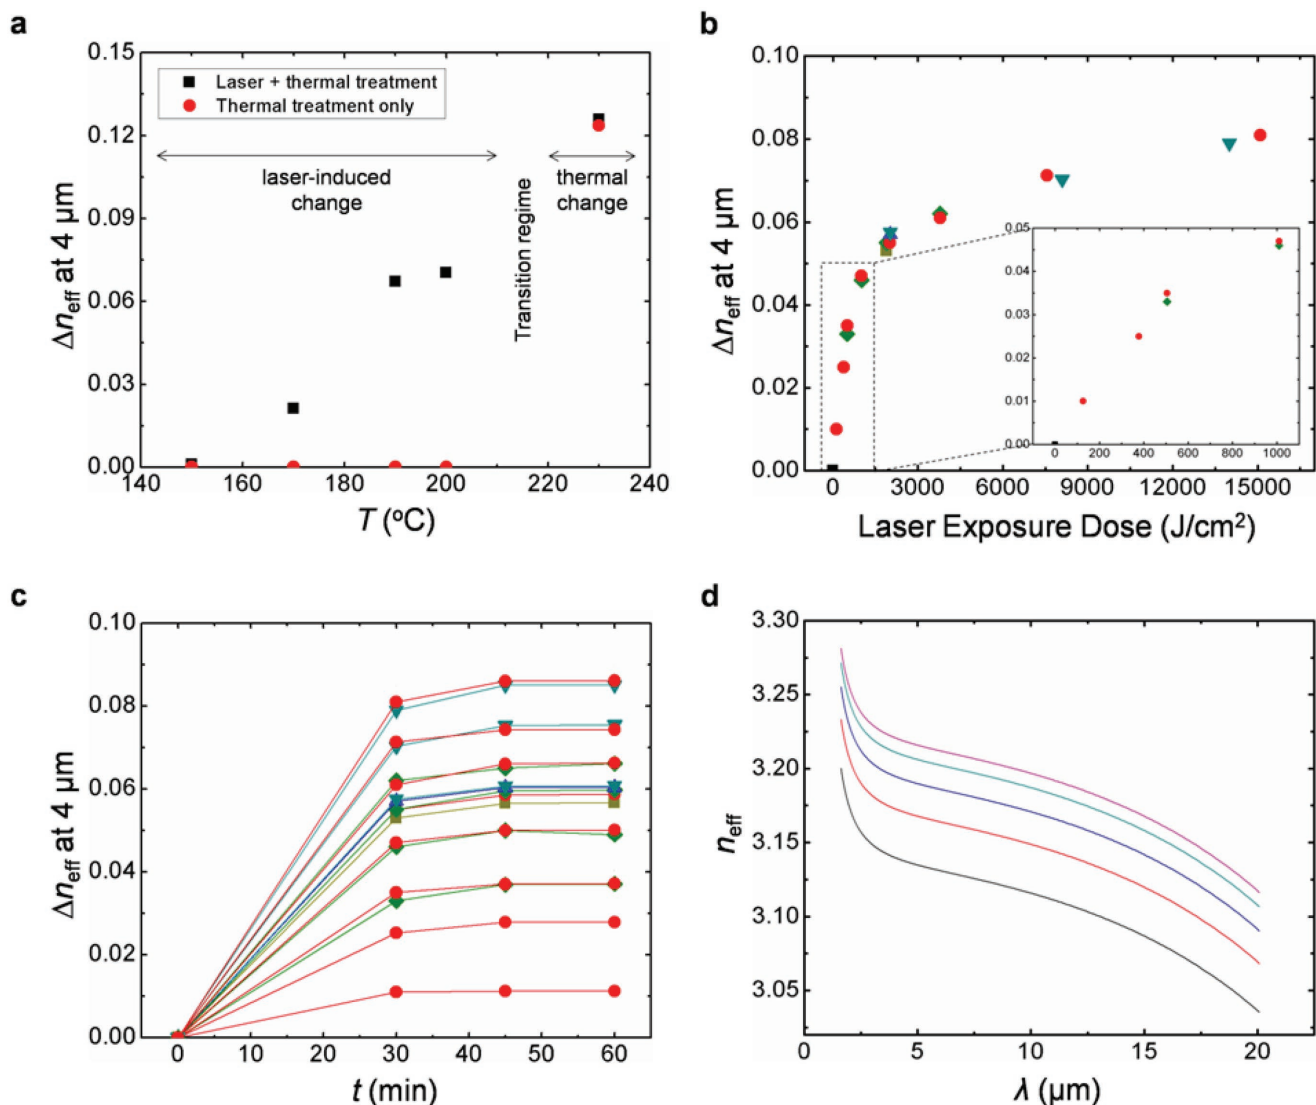 a
0.15
0.12
0.09
0.06
0.03
0.00
Δneff at 4 µm
Laser + thermal treatment
Thermal treatment only
laser-induced
change
Transition regime
thermal
change
140 160 180 200 220 240
T (ºC)
b
0.10
0.08
0.06
0.04
0.02
0.00
Δneff at 4 µm
0.05
0.04
0.03
0.02
0.01
0.00
0 200 400 600 800 1000
0 3000 6000 9000 12000 15000
Laser Exposure Dose (J/cm²)
c
0.10
0.08
0.06
0.04
0.02
0.00
Δneff at 4 µm
0 10 20 30 40 50 60
t (min)
d
3.30
3.25
3.20
3.15
3.10
3.05
neff
0 5 10 15 20
λ (µm)